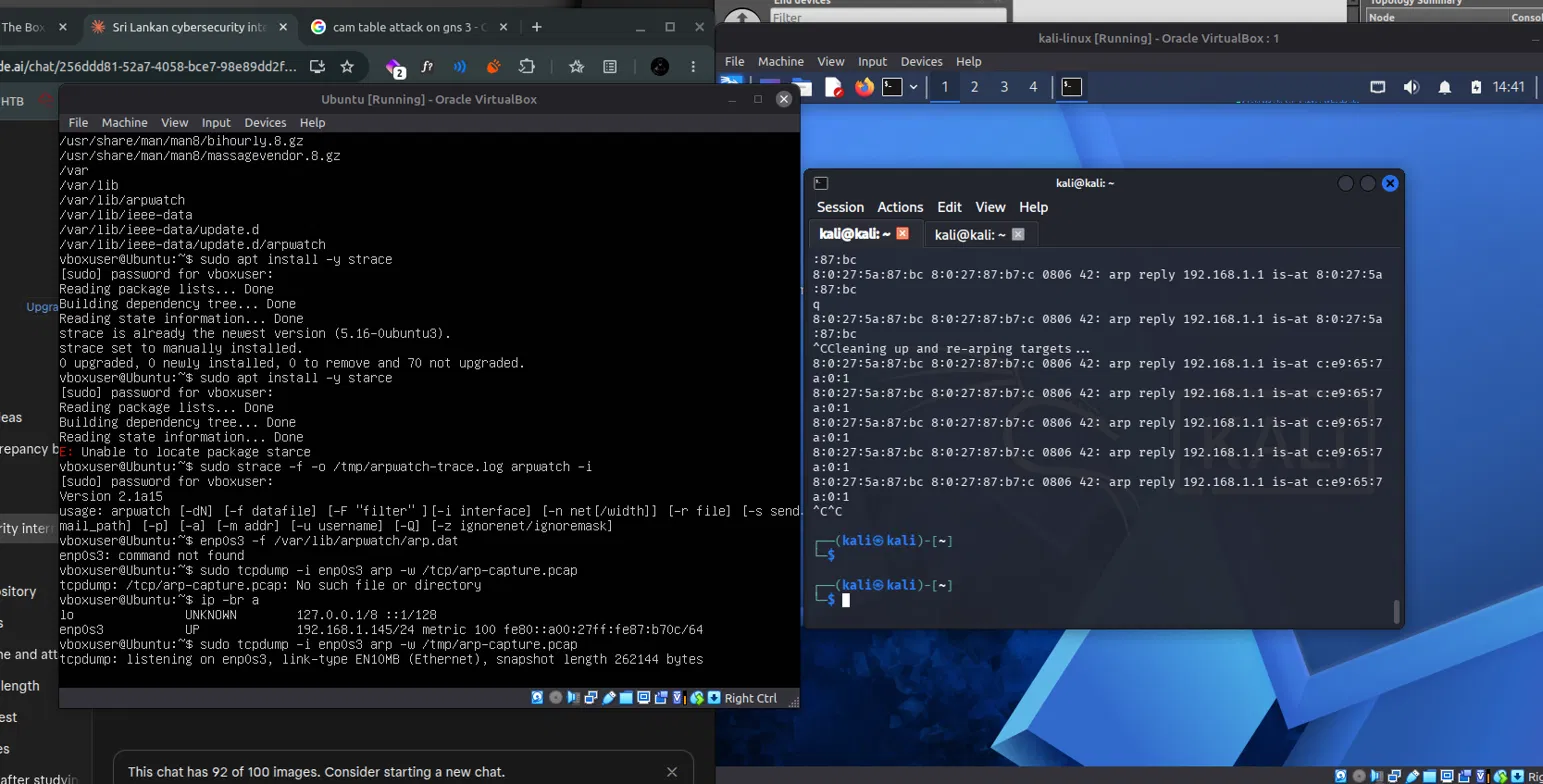 The Box
Sri Lankan cybersecurity inte
cam table attack on gns 3 - G
End devices
Filter
Topology Summary
Node
Conso
de.ai/chat/256ddd81-52a7-4058-bce7-98e89dd2f...
2
f?
kali-linux [Running] - Oracle VirtualBox : 1
File Machine View Input Devices Help
1 2 3 4
14:41
HTB
Ubuntu [Running] - Oracle VirtualBox
File Machine View Input Devices Help
/usr/share/man/man8/bihourly.8.gz
/usr/share/man/man8/massagevendor.8.gz
/var
/var/lib
/var/lib/arpwatch
/var/lib/ieee-data
/var/lib/ieee-data/update.d
/var/lib/ieee-data/update.d/arpwatch
vboxuser@Ubuntu:~$ sudo apt install -y strace
[sudo] password for vboxuser:
Reading package lists... Done
Building dependency tree... Done
Reading state information... Done
strace is already the newest version (5.16-0ubuntu3).
strace set to manually installed.
0 upgraded, 0 newly installed, 0 to remove and 70 not upgraded.
vboxuser@Ubuntu:~$ sudo apt install -y starce
[sudo] password for vboxuser:
Reading package lists... Done
Building dependency tree... Done
Reading state information... Done
E: Unable to locate package starce
vboxuser@Ubuntu:~$ sudo strace -f -o /tmp/arpwatch-trace.log arpwatch -i
[sudo] password for vboxuser:
Version 2.1a15
usage: arpwatch [-dN] [-f datafile] [-F "filter" ][-i interface] [-n net[/width]] [-r file] [-s send
mail_path] [-p] [-a] [-m addr] [-u username] [-Q] [-z ignorenet/ignoremask]
vboxuser@Ubuntu:~$ enp0s3 -f /var/lib/arpwatch/arp.dat
enp0s3: command not found
vboxuser@Ubuntu:~$ sudo tcpdump -i enp0s3 arp -w /tcp/arp-capture.pcap
tcpdump: /tcp/arp-capture.pcap: No such file or directory
vboxuser@Ubuntu:~$ ip -br a
lo UNKNOWN 127.0.0.1/8 ::1/128
enp0s3 UP 192.168.1.145/24 metric 100 fe80::a00:27ff:fe87:b70c/64
vboxuser@Ubuntu:~$ sudo tcpdump -i enp0s3 arp -w /tmp/arp-capture.pcap
tcpdump: listening on enp0s3, link-type EN10MB (Ethernet), snapshot length 262144 bytes
Right Ctrl
kali@kali: ~
Session Actions Edit View Help
kali@kali: ~ kali@kali: ~
:87:bc
8:0:27:5a:87:bc 8:0:27:87:b7:c 0806 42: arp reply 192.168.1.1 is-at 8:0:27:5a
:87:bc
q
8:0:27:5a:87:bc 8:0:27:87:b7:c 0806 42: arp reply 192.168.1.1 is-at 8:0:27:5a
:87:bc
^CCleaning up and re-arping targets...
8:0:27:5a:87:bc 8:0:27:87:b7:c 0806 42: arp reply 192.168.1.1 is-at c:e9:65:7
a:0:1
8:0:27:5a:87:bc 8:0:27:87:b7:c 0806 42: arp reply 192.168.1.1 is-at c:e9:65:7
a:0:1
8:0:27:5a:87:bc 8:0:27:87:b7:c 0806 42: arp reply 192.168.1.1 is-at c:e9:65:7
a:0:1
8:0:27:5a:87:bc 8:0:27:87:b7:c 0806 42: arp reply 192.168.1.1 is-at c:e9:65:7
a:0:1
8:0:27:5a:87:bc 8:0:27:87:b7:c 0806 42: arp reply 192.168.1.1 is-at c:e9:65:7
a:0:1
^C^C
(kali㉿kali)-[~]
$
(kali㉿kali)-[~]
$
KALI
Upgra
eas
repancy b
rity inter
ository
s
ne and att
length
est
es
after studyin
This chat has 92 of 100 images. Consider starting a new chat.
Rig